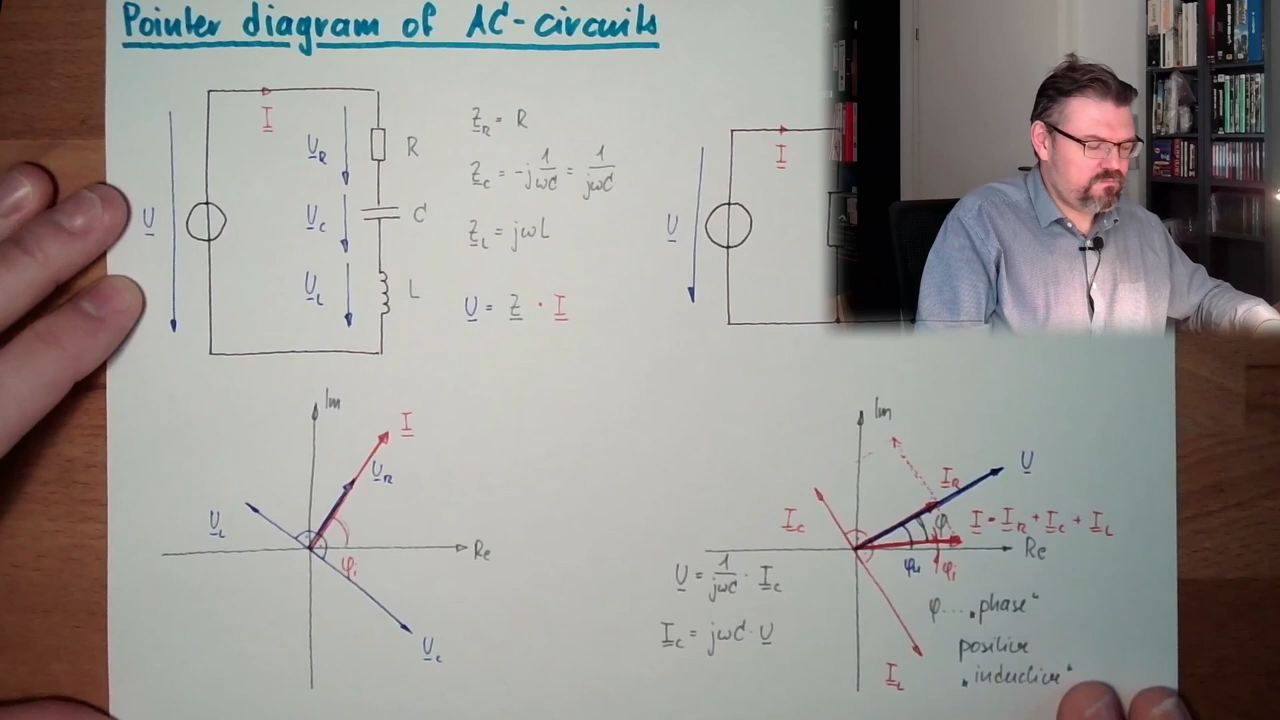 Pointer diagram of AC-circuits
I
U
U_R
R
U_C
C
U_L
L
Z_R = R
Z_C = -j 1/ωC = 1/jωC
Z_L = jωL
U = Z · I
I
U
Im
I
U_R
U_L
Re
φ_i
U_C
Im
U
I_R
I_C
φ
I = I_R + I_C + I_L
Re
φ_u
φ_i
U = 1/jωC · I_C
φ.... „phase“
I_C = jωC · U
positive
I_L
„inductive“